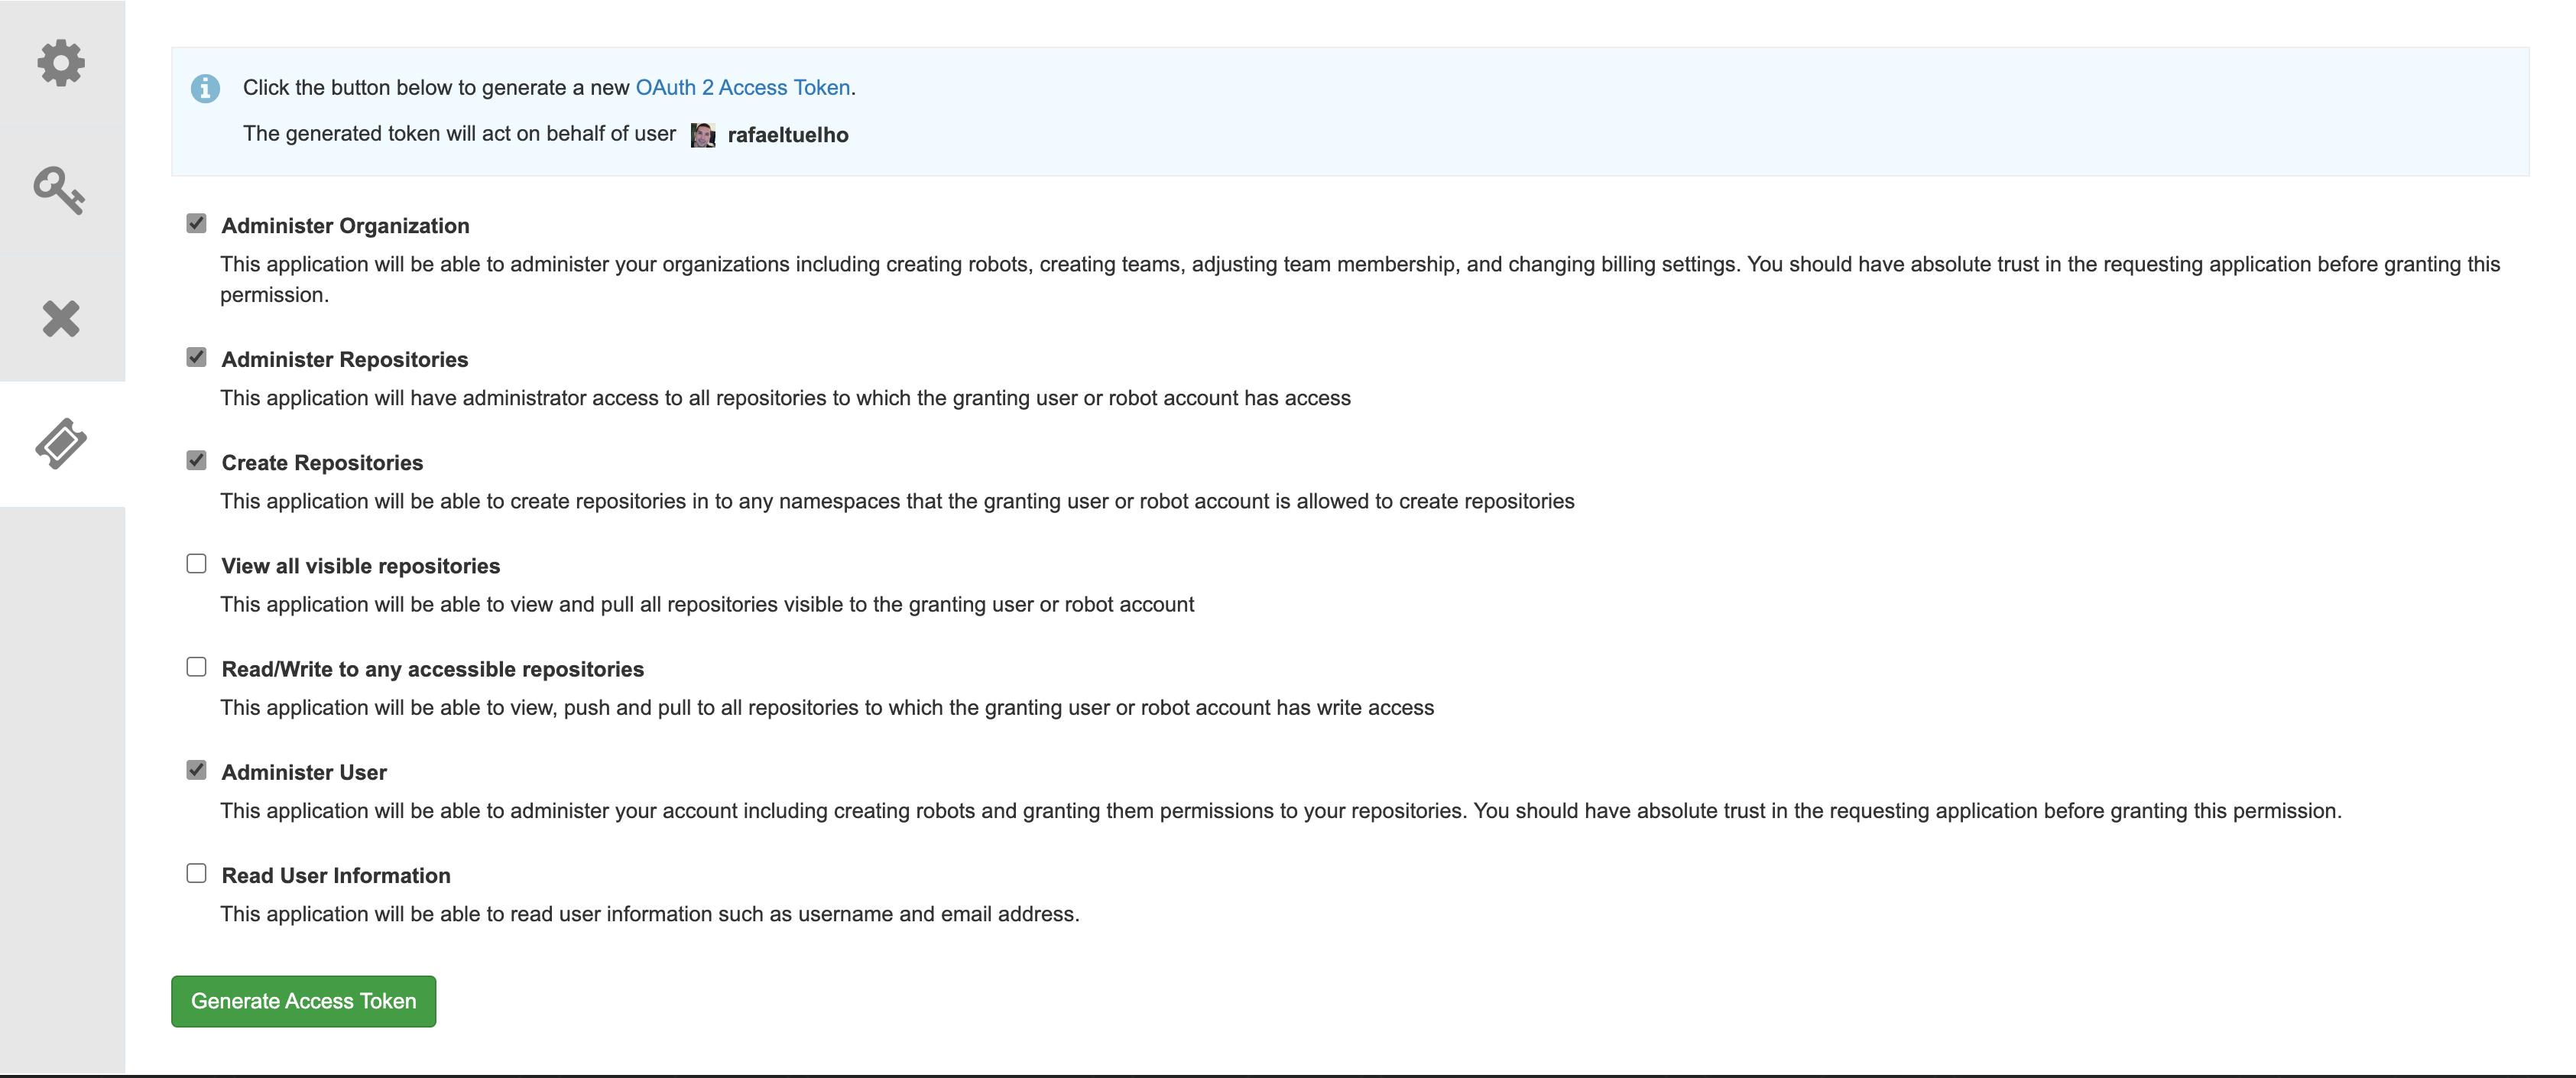 Click the button below to generate a new OAuth 2 Access Token.
The generated token will act on behalf of user rafaeltuelho
Administer Organization
This application will be able to administer your organizations including creating robots, creating teams, adjusting team membership, and changing billing settings. You should have absolute trust in the requesting application before granting this
permission.
Administer Repositories
This application will have administrator access to all repositories to which the granting user or robot account has access
Create Repositories
This application will be able to create repositories in to any namespaces that the granting user or robot account is allowed to create repositories
View all visible repositories
This application will be able to view and pull all repositories visible to the granting user or robot account
Read/Write to any accessible repositories
This application will be able to view, push and pull to all repositories to which the granting user or robot account has write access
Administer User
This application will be able to administer your account including creating robots and granting them permissions to your repositories. You should have absolute trust in the requesting application before granting this permission.
Read User Information
This application will be able to read user information such as username and email address.
Generate Access Token